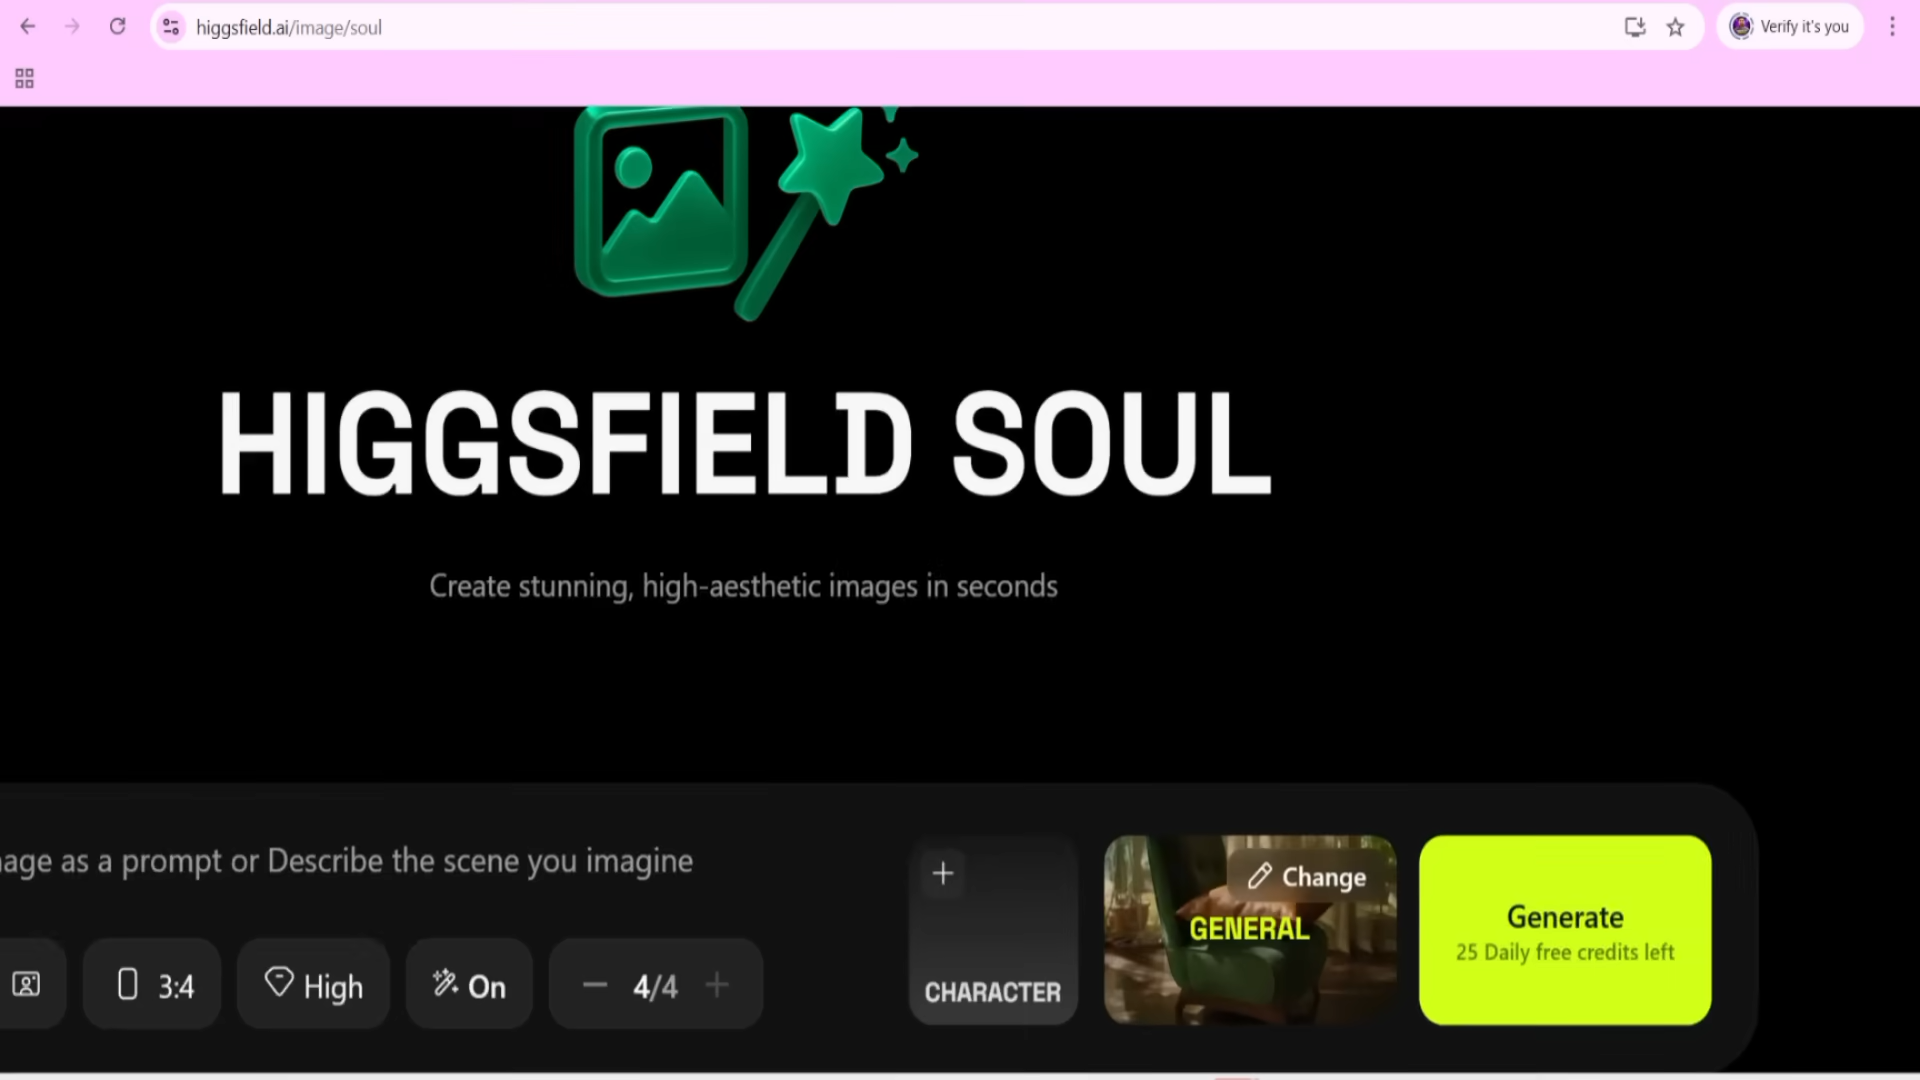 higgsfield.ai/image/soul
Verify it's you
HIGGSFIELD SOUL
Create stunning, high-aesthetic images in seconds
as a prompt or Describe the scene you imagine
Change
GENERAL
Generate
25 Daily free credits left
3:4
High
On
4/4
CHARACTER